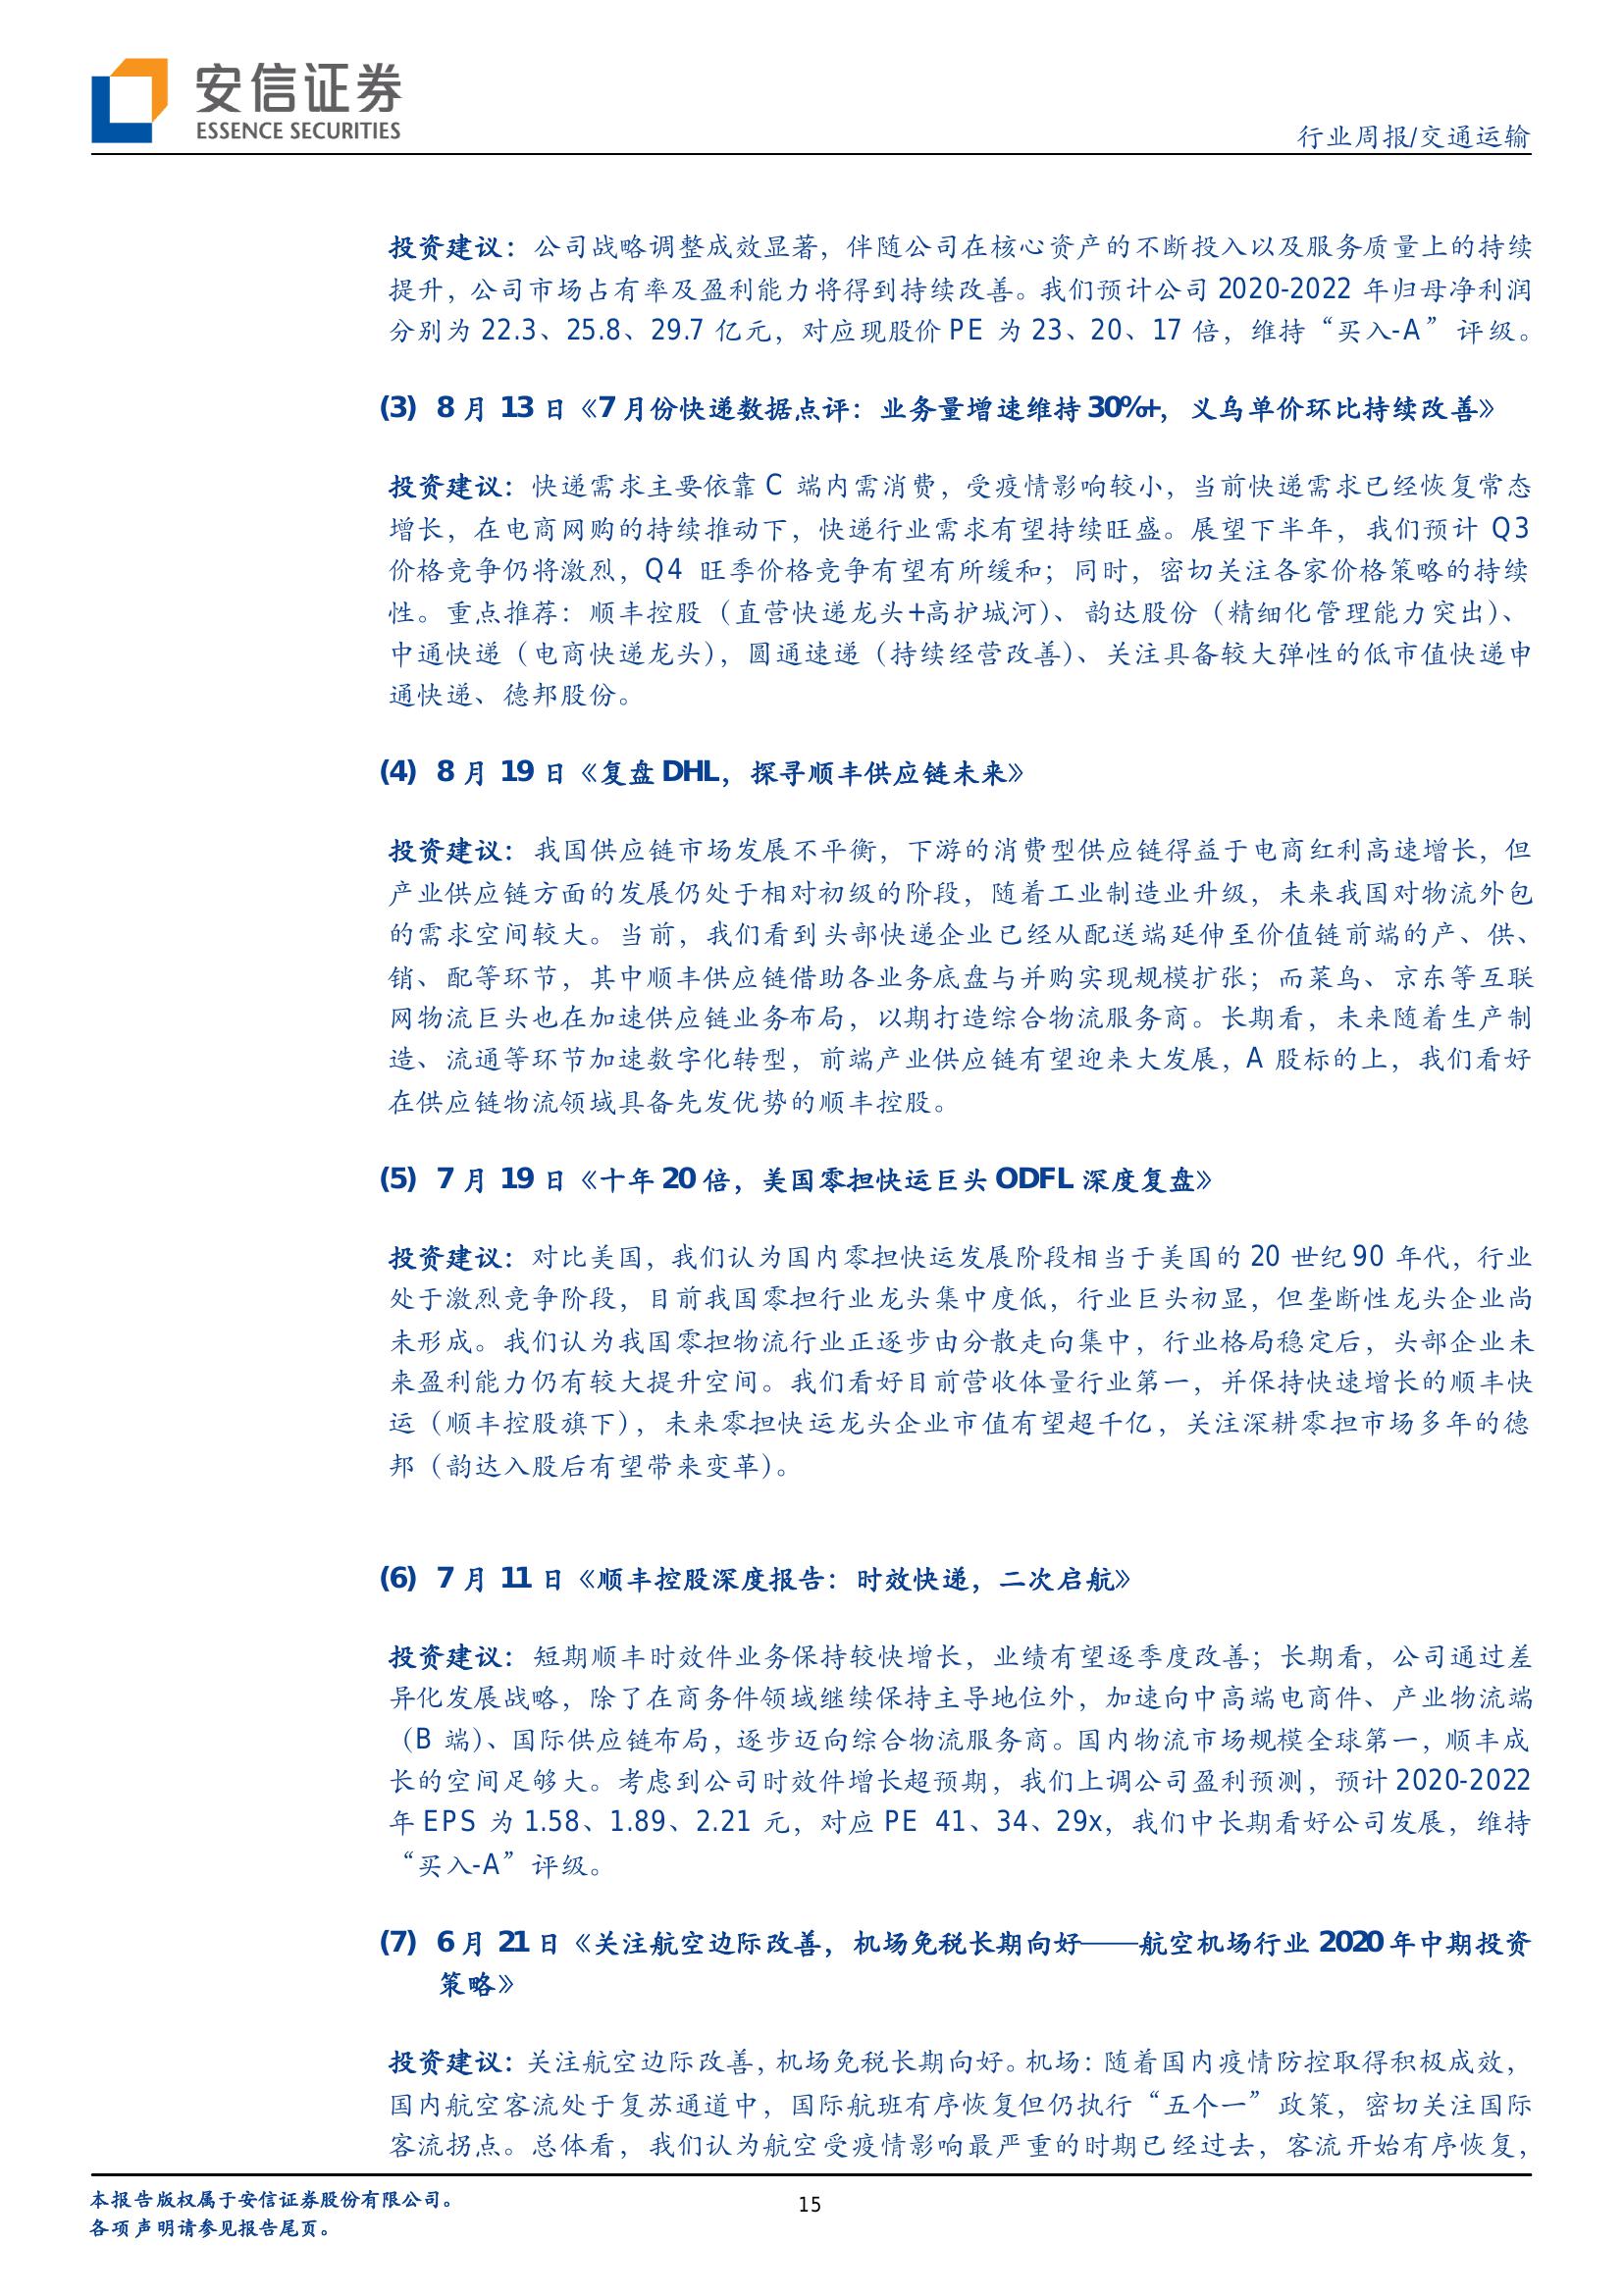 安信证券
ESSENCE SECURITIES
行业周报/交通运输
投资建议：公司战略调整成效显著，伴随公司在核心资产的不断投入以及服务质量上的持续
提升，公司市场占有率及盈利能力将得到持续改善。我们预计公司 2020-2022 年归母净利润
分别为 22.3、25.8、29.7 亿元，对应现股价 PE 为 23、20、17 倍，维持“买入-A”评级。
(3) 8 月 13 日《7 月份快递数据点评：业务量增速维持 30%+，义乌单价环比持续改善》
投资建议：快递需求主要依靠 C 端内需消费，受疫情影响较小，当前快递需求已经恢复常态
增长，在电商网购的持续推动下，快递行业需求有望持续旺盛。展望下半年，我们预计 Q3
价格竞争仍将激烈，Q4 旺季价格竞争有望有所缓和；同时，密切关注各家价格策略的持续
性。重点推荐：顺丰控股（直营快递龙头+高护城河）、韵达股份（精细化管理能力突出）、
中通快递（电商快递龙头），圆通速递（持续经营改善）、关注具备较大弹性的低市值快递申
通快递、德邦股份。
(4) 8 月 19 日《复盘 DHL，探寻顺丰供应链未来》
投资建议：我国供应链市场发展不平衡，下游的消费型供应链得益于电商红利高速增长，但
产业供应链方面的发展仍处于相对初级的阶段，随着工业制造业升级，未来我国对物流外包
的需求空间较大。当前，我们看到头部快递企业已经从配送端延伸至价值链前端的产、供、
销、配等环节，其中顺丰供应链借助各业务底盘与并购实现规模扩张；而菜鸟、京东等互联
网物流巨头也在加速供应链业务布局，以期打造综合物流服务商。长期看，未来随着生产制
造、流通等环节加速数字化转型，前端产业供应链有望迎来大发展，A 股标的上，我们看好
在供应链物流领域具备先发优势的顺丰控股。
(5) 7 月 19 日《十年 20 倍，美国零担快运巨头 ODFL 深度复盘》
投资建议：对比美国，我们认为国内零担快运发展阶段相当于美国的 20 世纪 90 年代，行业
处于激烈竞争阶段，目前我国零担行业龙头集中度低，行业巨头初显，但垄断性龙头企业尚
未形成。我们认为我国零担物流行业正逐步由分散走向集中，行业格局稳定后，头部企业未
来盈利能力仍有较大提升空间。我们看好目前营收体量行业第一，并保持快速增长的顺丰快
运（顺丰控股旗下），未来零担快运龙头企业市值有望超千亿，关注深耕零担市场多年的德
邦（韵达入股后有望带来变革）。
(6) 7 月 11 日《顺丰控股深度报告：时效快递，二次启航》
投资建议：短期顺丰时效件业务保持较快增长，业绩有望逐季度改善；长期看，公司通过差
异化发展战略，除了在商务件领域继续保持主导地位外，加速向中高端电商件、产业物流端
（B 端）、国际供应链布局，逐步迈向综合物流服务商。国内物流市场规模全球第一，顺丰成
长的空间足够大。考虑到公司时效件增长超预期，我们上调公司盈利预测，预计 2020-2022
年 EPS 为 1.58、1.89、2.21 元，对应 PE 41、34、29x，我们中长期看好公司发展，维持
“买入-A”评级。
(7) 6 月 21 日《关注航空边际改善，机场免税长期向好——航空机场行业 2020 年中期投资
策略》
投资建议：关注航空边际改善，机场免税长期向好。机场：随着国内疫情防控取得积极成效，
国内航空客流处于复苏通道中，国际航班有序恢复但仍执行“五个一”政策，密切关注国际
客流拐点。总体看，我们认为航空受疫情影响最严重的时期已经过去，客流开始有序恢复，
本报告版权属于安信证券股份有限公司。
15
各项声明请参见报告尾页。